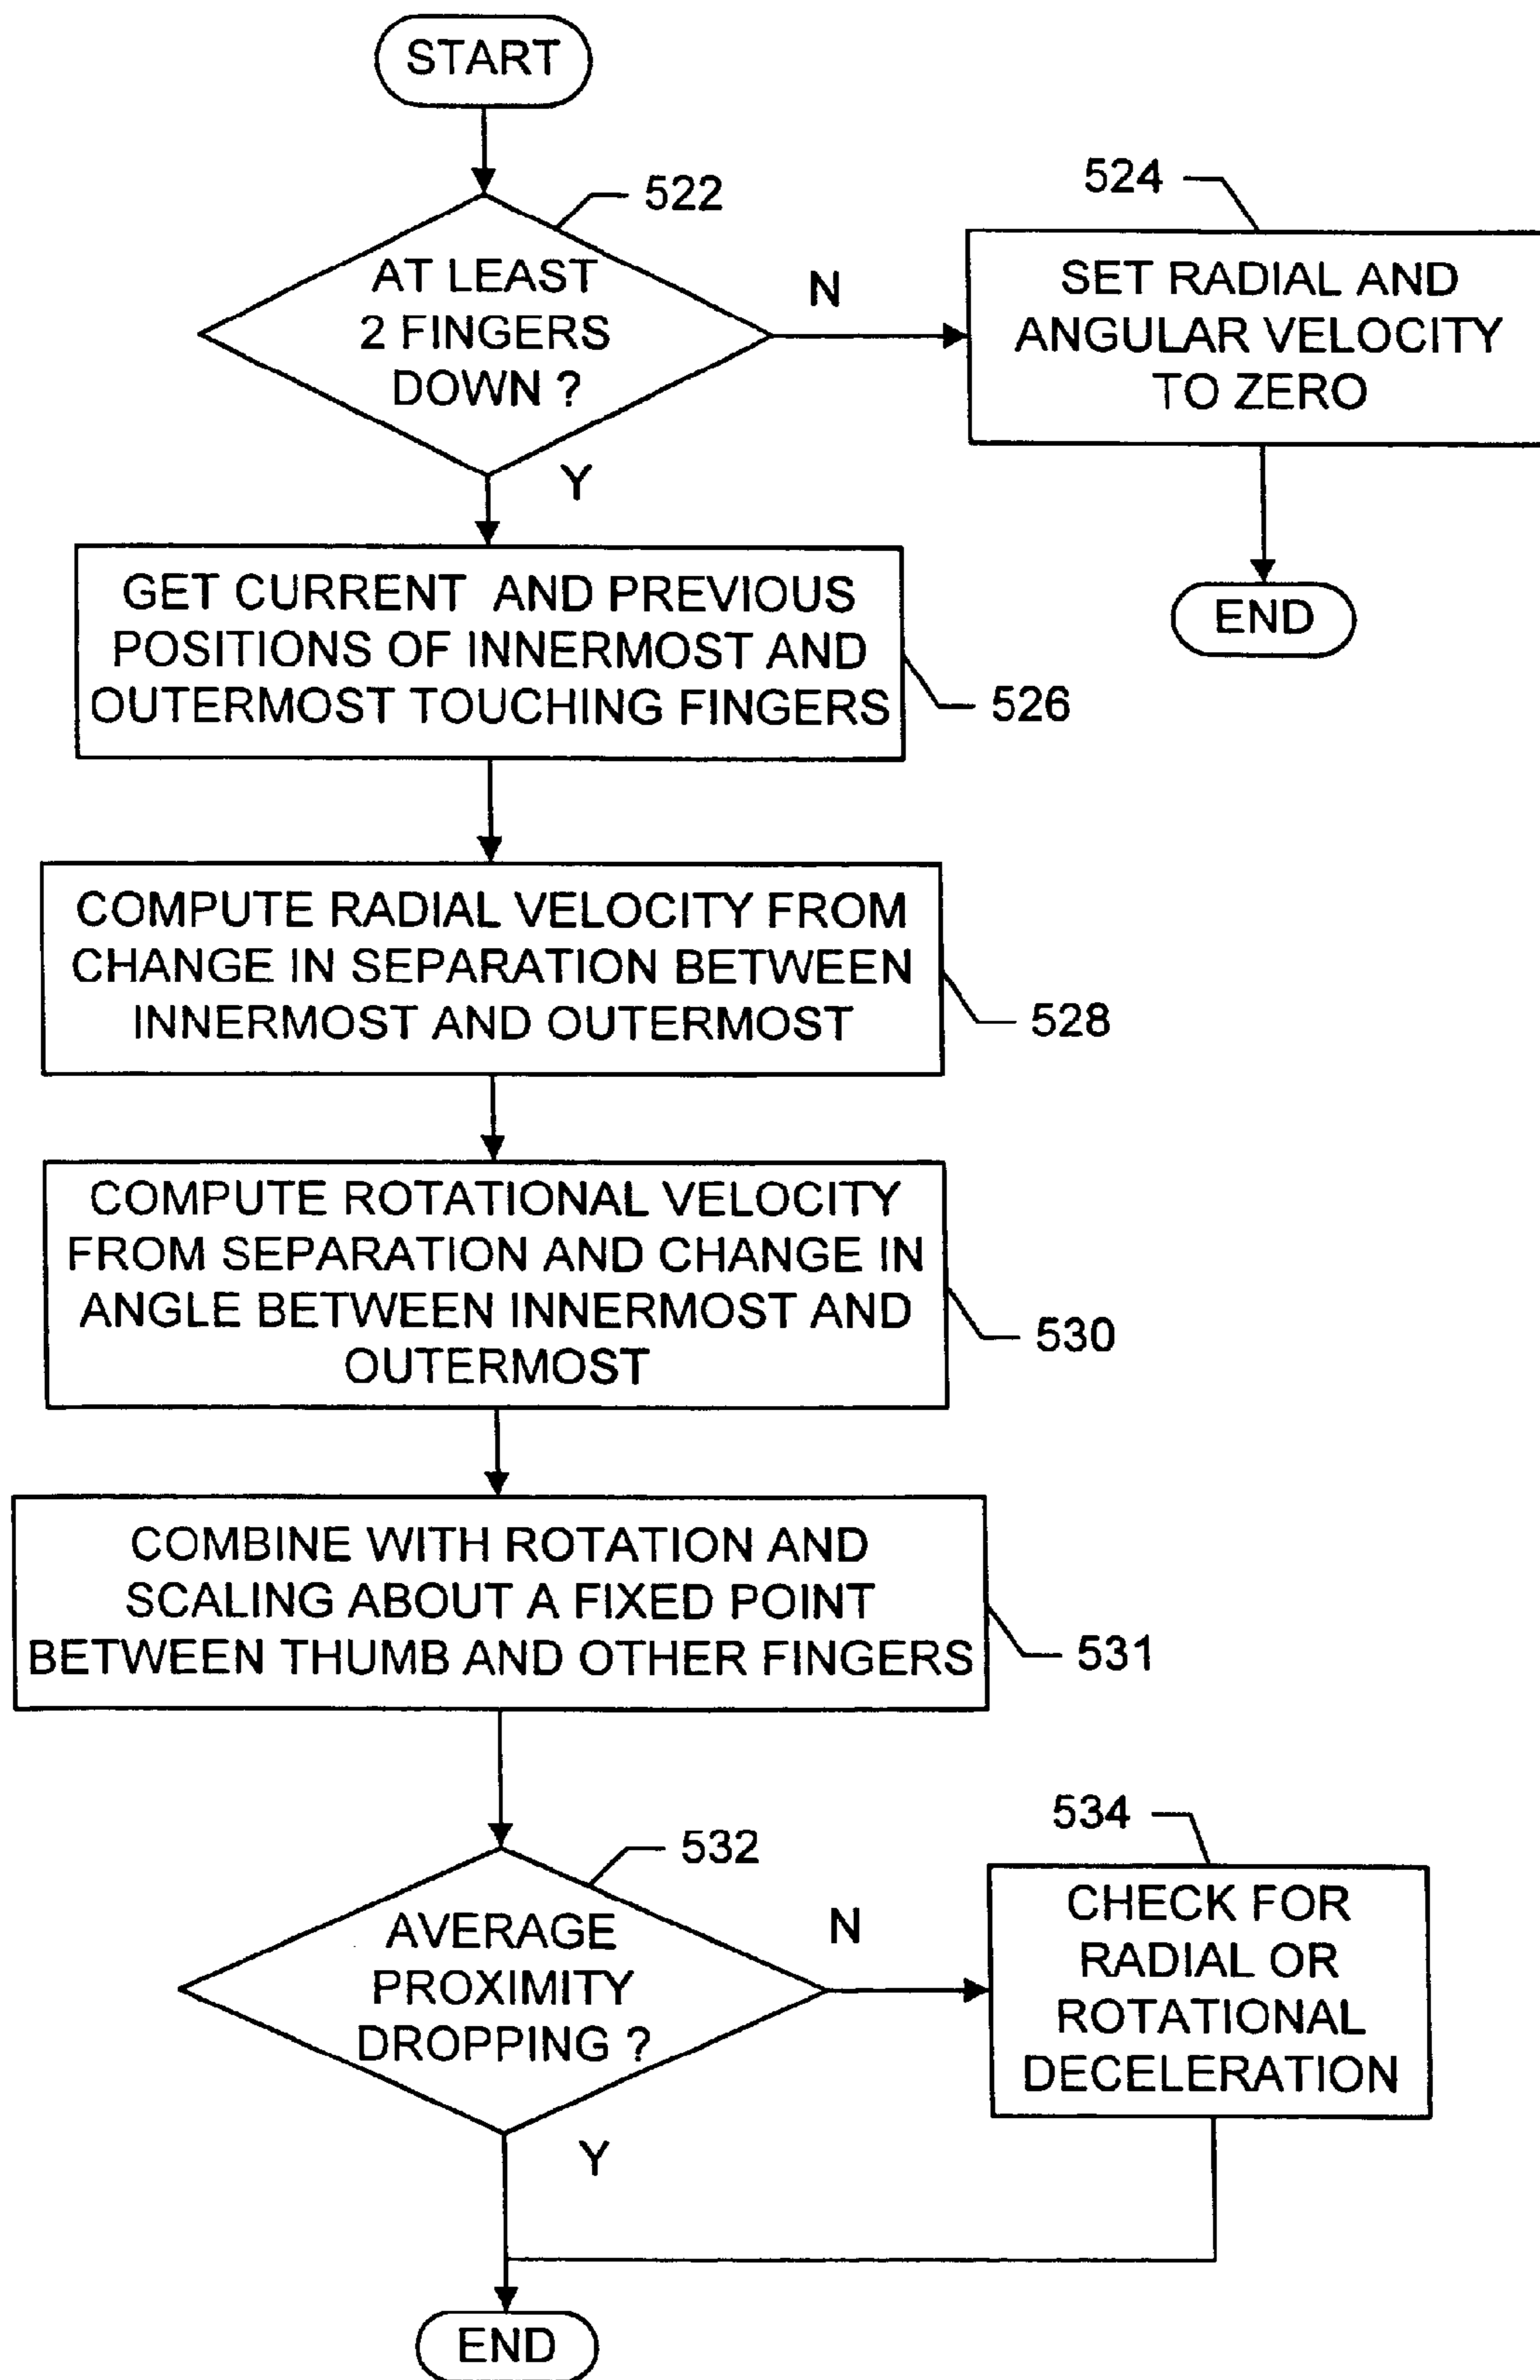 START
522
AT LEAST
2 FINGERS
DOWN ?
N
524
SET RADIAL AND
ANGULAR VELOCITY
TO ZERO
END
Y
GET CURRENT AND PREVIOUS
POSITIONS OF INNERMOST AND
OUTERMOST TOUCHING FINGERS
526
COMPUTE RADIAL VELOCITY FROM
CHANGE IN SEPARATION BETWEEN
INNERMOST AND OUTERMOST
528
COMPUTE ROTATIONAL VELOCITY
FROM SEPARATION AND CHANGE IN
ANGLE BETWEEN INNERMOST AND
OUTERMOST
530
COMBINE WITH ROTATION AND
SCALING ABOUT A FIXED POINT
BETWEEN THUMB AND OTHER FINGERS
531
532
AVERAGE
PROXIMITY
DROPPING ?
N
534
CHECK FOR
RADIAL OR
ROTATIONAL
DECELERATION
Y
END